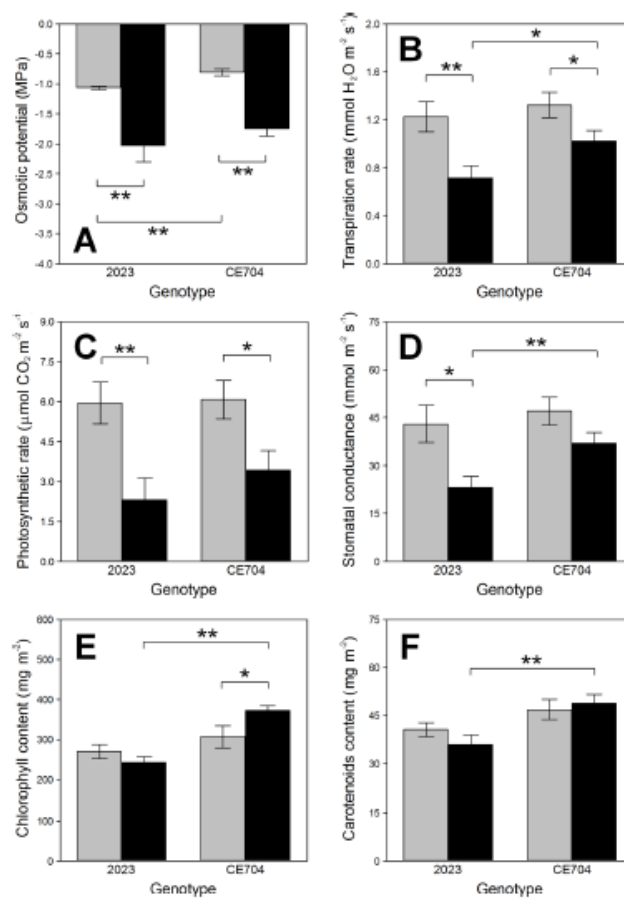 A
Osmotic potential (MPa)
0.0
-0.5
-1.0
-1.5
-2.0
-2.5
-3.0
-3.5
-4.0
**
**
**
2023
CE704
Genotype
B
Transpiration rate (mmol H₂O m⁻² s⁻¹)
2.0
1.6
1.2
0.8
0.4
0.0
*
**
*
2023
CE704
Genotype
C
Photosynthetic rate (μmol CO₂ m⁻² s⁻¹)
9.0
7.5
6.0
4.5
3.0
1.5
0.0
**
*
2023
CE704
Genotype
D
Stomatal conductance (mmol m⁻² s⁻¹)
75
60
45
30
15
0
**
*
2023
CE704
Genotype
E
Chlorophyll content (mg m⁻²)
600
500
400
300
200
100
0
**
*
2023
CE704
Genotype
F
Carotenoids content (mg m⁻²)
75
60
45
30
15
0
**
2023
CE704
Genotype